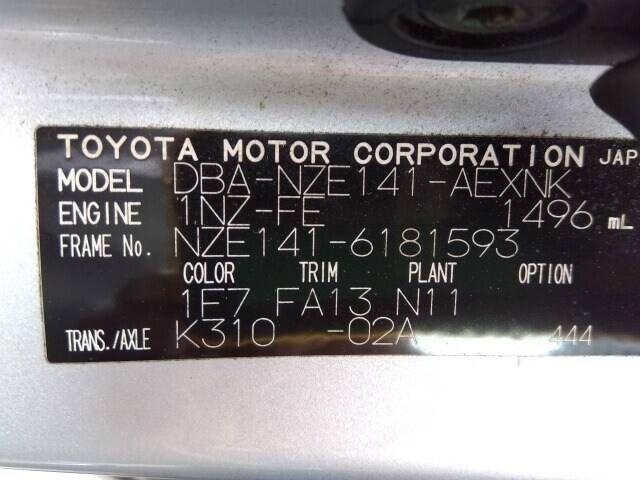 TOYOTA MOTOR CORPORATION JAP
MODEL DBA-NZE141-AEXNK
ENGINE 1NZ-FE 1496 mL
FRAME No. NZE141-6181593
COLOR TRIM PLANT OPTION
1E7 FA13 N11
TRANS./AXLE K310 -02A 444